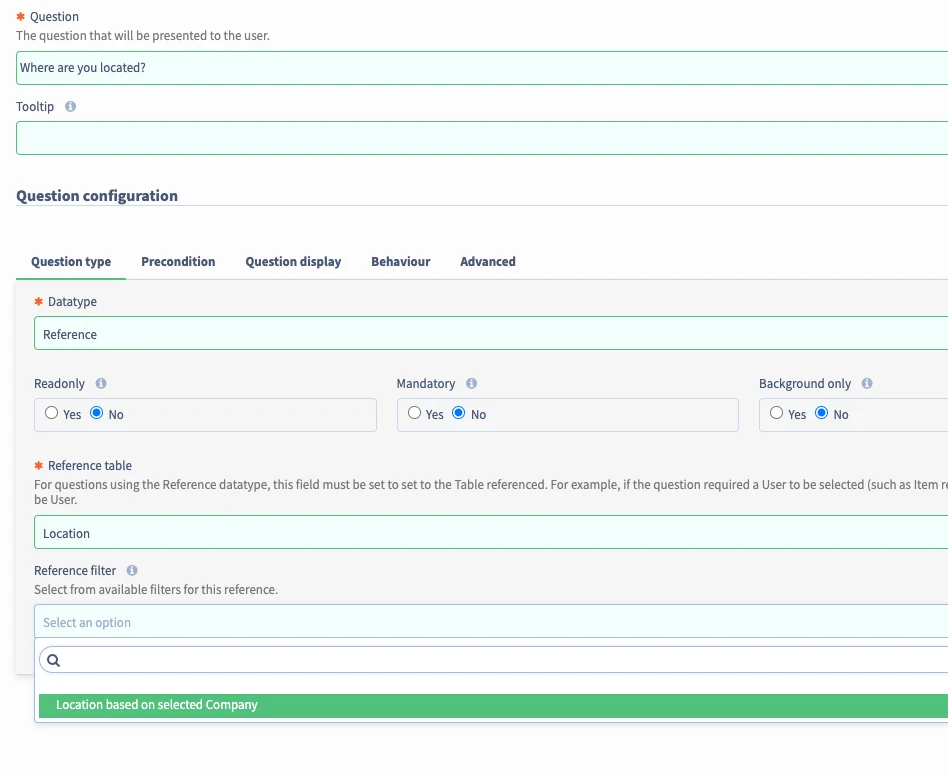 * Question
The question that will be presented to the user.
Where are you located?
Tooltip
Question configuration
Question type Precondition Question display Behaviour Advanced
* Datatype
Reference
Readonly Mandatory Background only
Yes No Yes No Yes No
* Reference table
For questions using the Reference datatype, this field must be set to set to the Table referenced. For example, if the question required a User to be selected (such as Item
be User.
Location
Reference filter
Select from available filters for this reference.
Select an option
Location based on selected Company